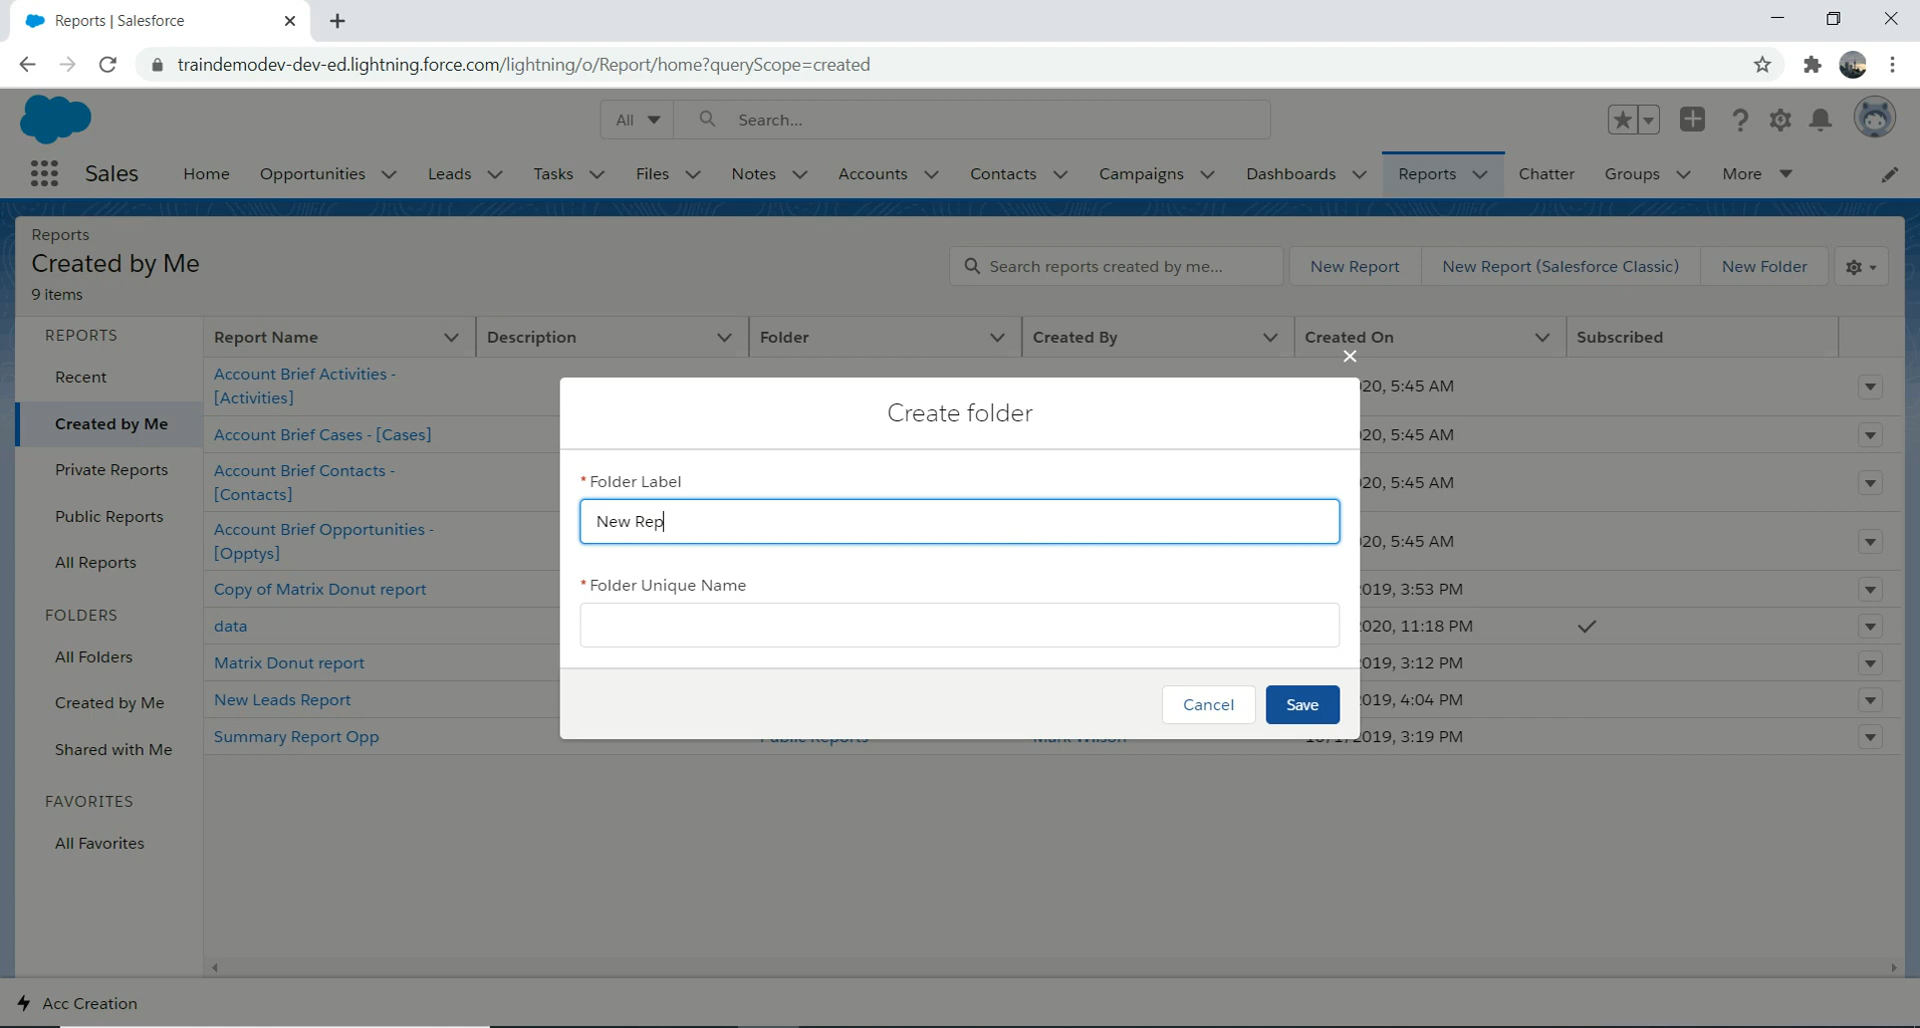 Reports | Salesforce
traindemodev-dev-ed.lightning.force.com/lightning/o/Report/home?queryScope=created
All
Search...
Sales
Home
Opportunities
Leads
Tasks
Files
Notes
Accounts
Contacts
Campaigns
Dashboards
Reports
Chatter
Groups
More
Reports
Created by Me
9 items
Search reports created by me...
New Report
New Report (Salesforce Classic)
New Folder
REPORTS
Recent
Created by Me
Private Reports
Public Reports
All Reports
FOLDERS
All Folders
Created by Me
Shared with Me
FAVORITES
All Favorites
Report Name
Description
Folder
Created By
Created On
Subscribed
Account Brief Activities -
[Activities]
20, 5:45 AM
Account Brief Cases - [Cases]
20, 5:45 AM
Account Brief Contacts -
[Contacts]
20, 5:45 AM
Account Brief Opportunities -
[Opptys]
20, 5:45 AM
Copy of Matrix Donut report
2019, 3:53 PM
data
2020, 11:18 PM
Matrix Donut report
2019, 3:12 PM
New Leads Report
2019, 4:04 PM
Summary Report Opp
Public Reports
Mark Wilson
2019, 3:19 PM
Create folder
* Folder Label
New Rep
* Folder Unique Name
Cancel
Save
Acc Creation